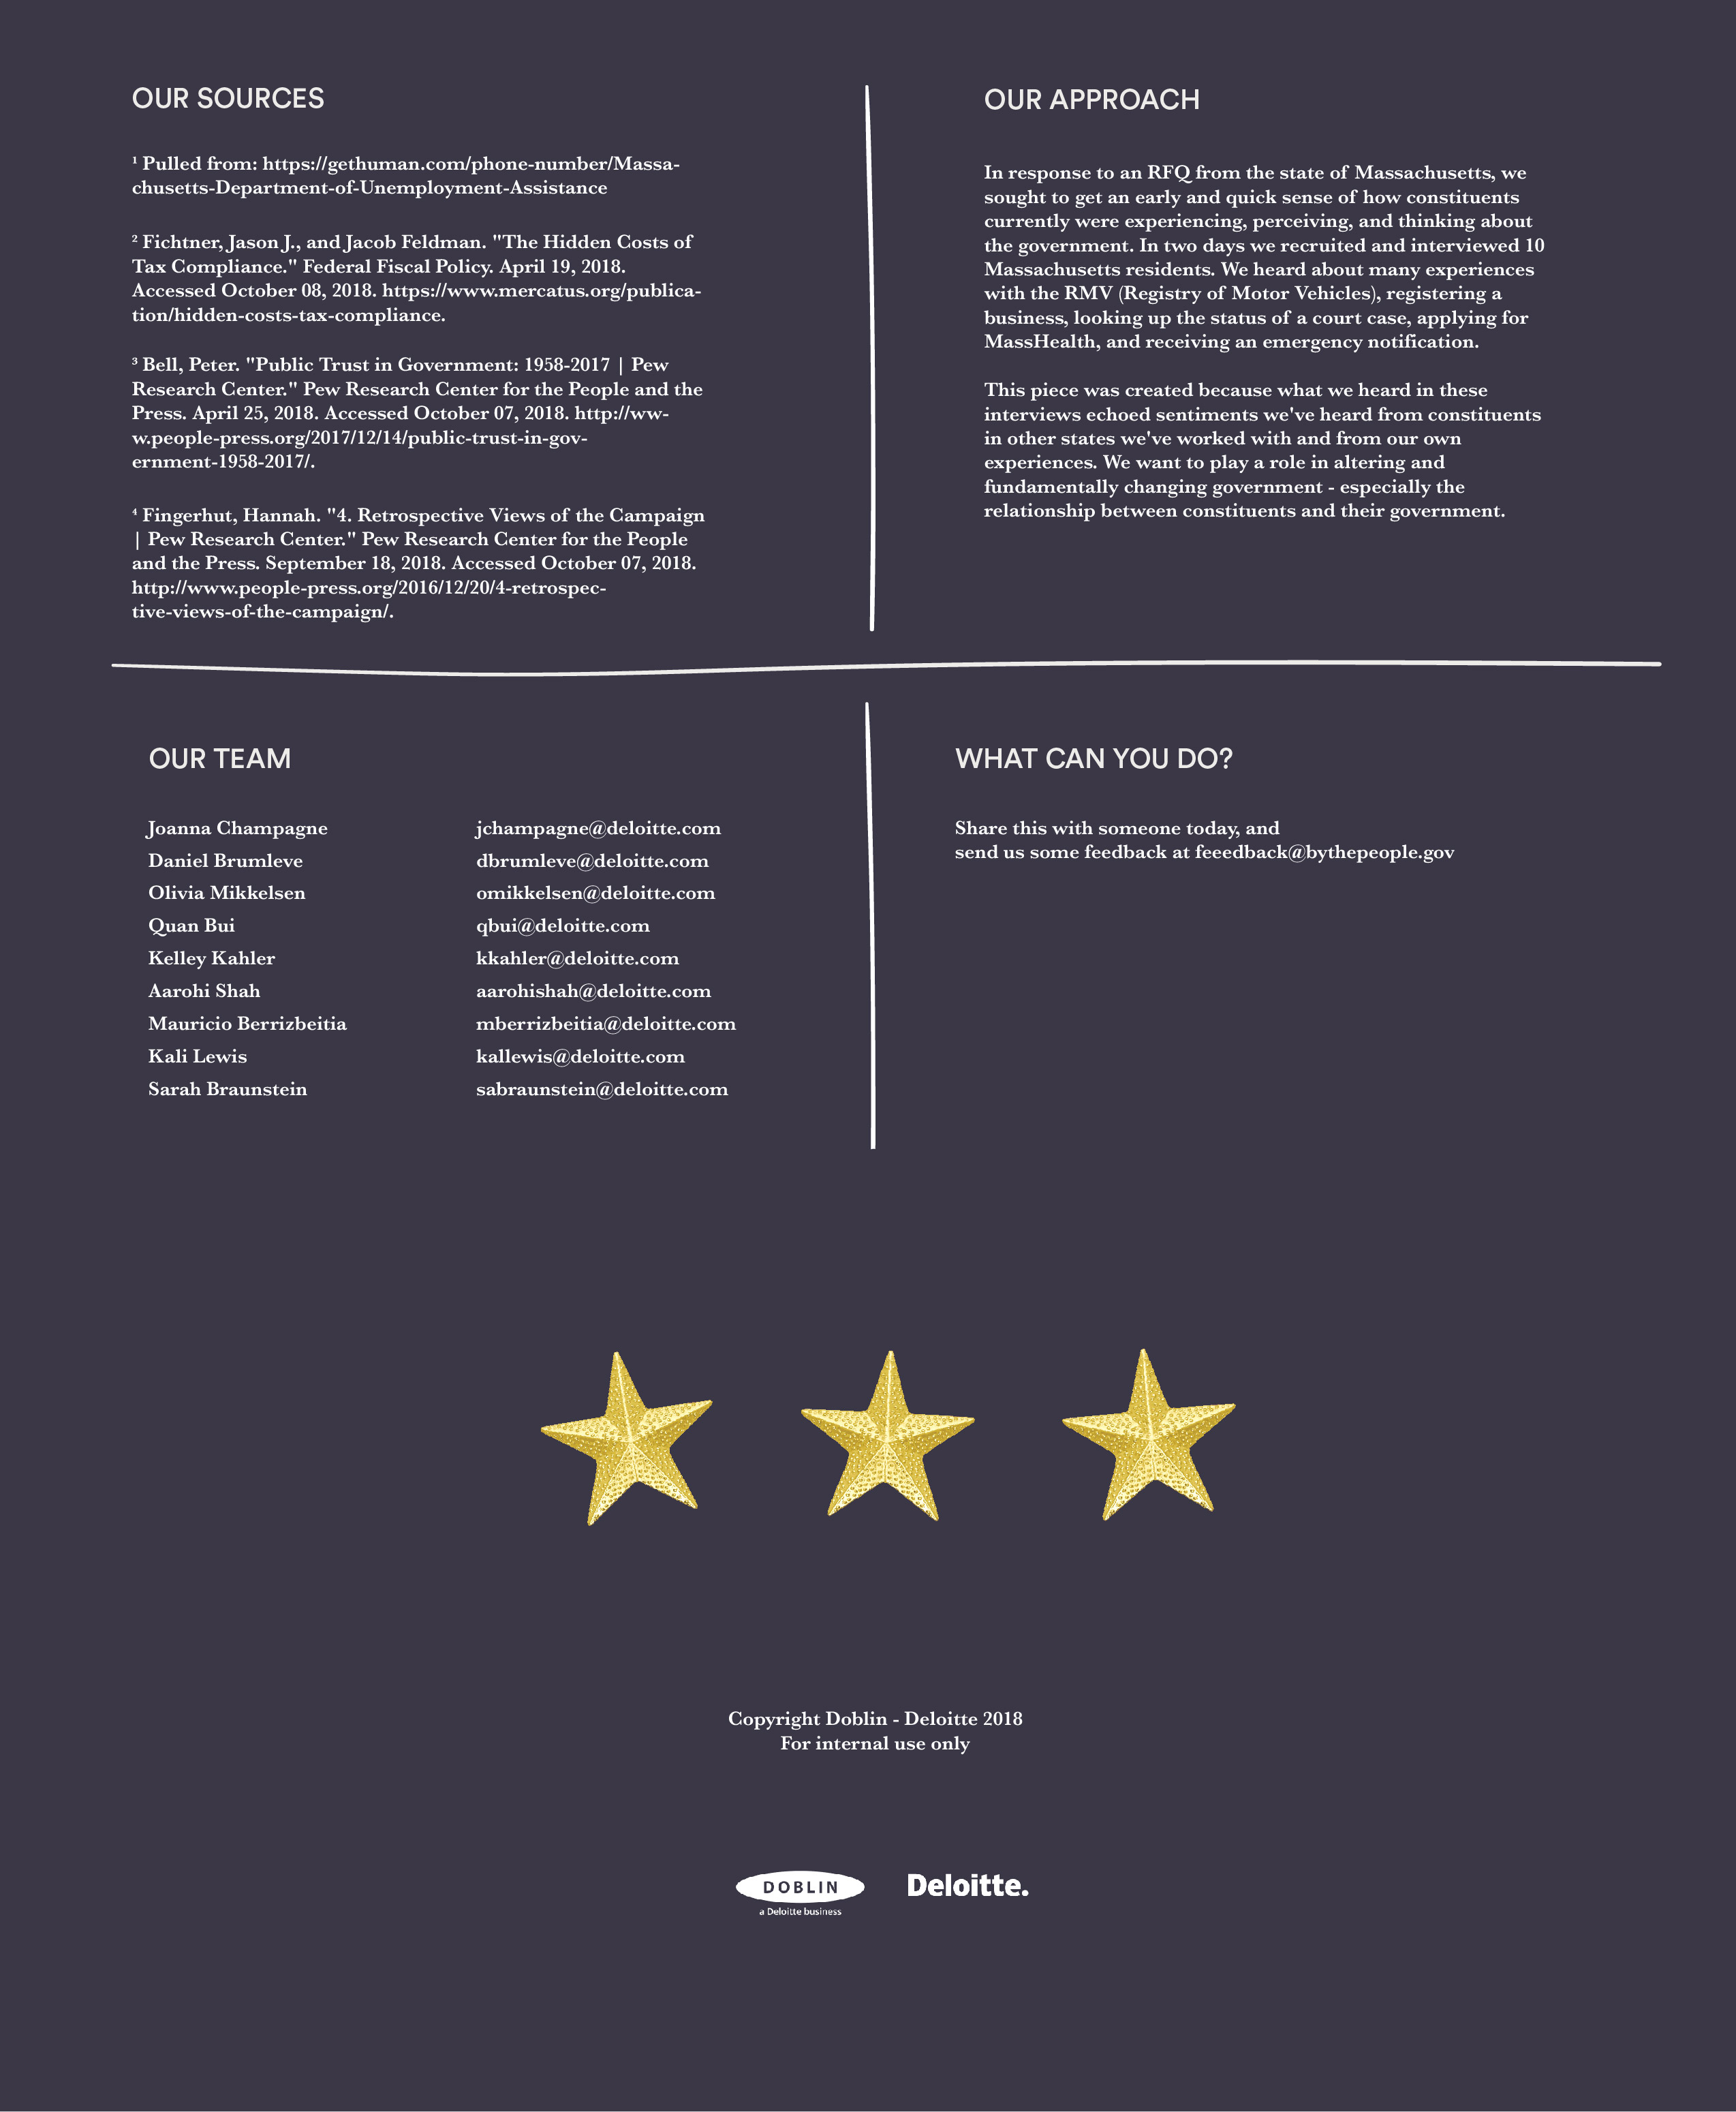 OUR SOURCES
¹ Pulled from: https://gethuman.com/phone-number/Massa-
chusetts-Department-of-Unemployment-Assistance
² Fichtner, Jason J., and Jacob Feldman. "The Hidden Costs of
Tax Compliance." Federal Fiscal Policy. April 19, 2018.
Accessed October 08, 2018. https://www.mercatus.org/publica-
tion/hidden-costs-tax-compliance.
³ Bell, Peter. "Public Trust in Government: 1958-2017 | Pew
Research Center." Pew Research Center for the People and the
Press. April 25, 2018. Accessed October 07, 2018. http://ww-
w.people-press.org/2017/12/14/public-trust-in-gov-
ernment-1958-2017/.
⁴ Fingerhut, Hannah. "4. Retrospective Views of the Campaign
| Pew Research Center." Pew Research Center for the People
and the Press. September 18, 2018. Accessed October 07, 2018.
http://www.people-press.org/2016/12/20/4-retrospec-
tive-views-of-the-campaign/.
OUR APPROACH
In response to an RFQ from the state of Massachusetts, we
sought to get an early and quick sense of how constituents
currently were experiencing, perceiving, and thinking about
the government. In two days we recruited and interviewed 10
Massachusetts residents. We heard about many experiences
with the RMV (Registry of Motor Vehicles), registering a
business, looking up the status of a court case, applying for
MassHealth, and receiving an emergency notification.
This piece was created because what we heard in these
interviews echoed sentiments we've heard from constituents
in other states we've worked with and from our own
experiences. We want to play a role in altering and
fundamentally changing government - especially the
relationship between constituents and their government.
OUR TEAM
Joanna Champagne jchampagne@deloitte.com
Daniel Brumleve dbrumleve@deloitte.com
Olivia Mikkelsen omikkelsen@deloitte.com
Quan Bui qbui@deloitte.com
Kelley Kahler kkahler@deloitte.com
Aarohi Shah aarohishah@deloitte.com
Mauricio Berrizbeitia mberrizbeitia@deloitte.com
Kali Lewis kallewis@deloitte.com
Sarah Braunstein sabraunstein@deloitte.com
WHAT CAN YOU DO?
Share this with someone today, and
send us some feedback at feeedback@bythepeople.gov
Copyright Doblin - Deloitte 2018
For internal use only
DOBLIN
a Deloitte business
Deloitte.